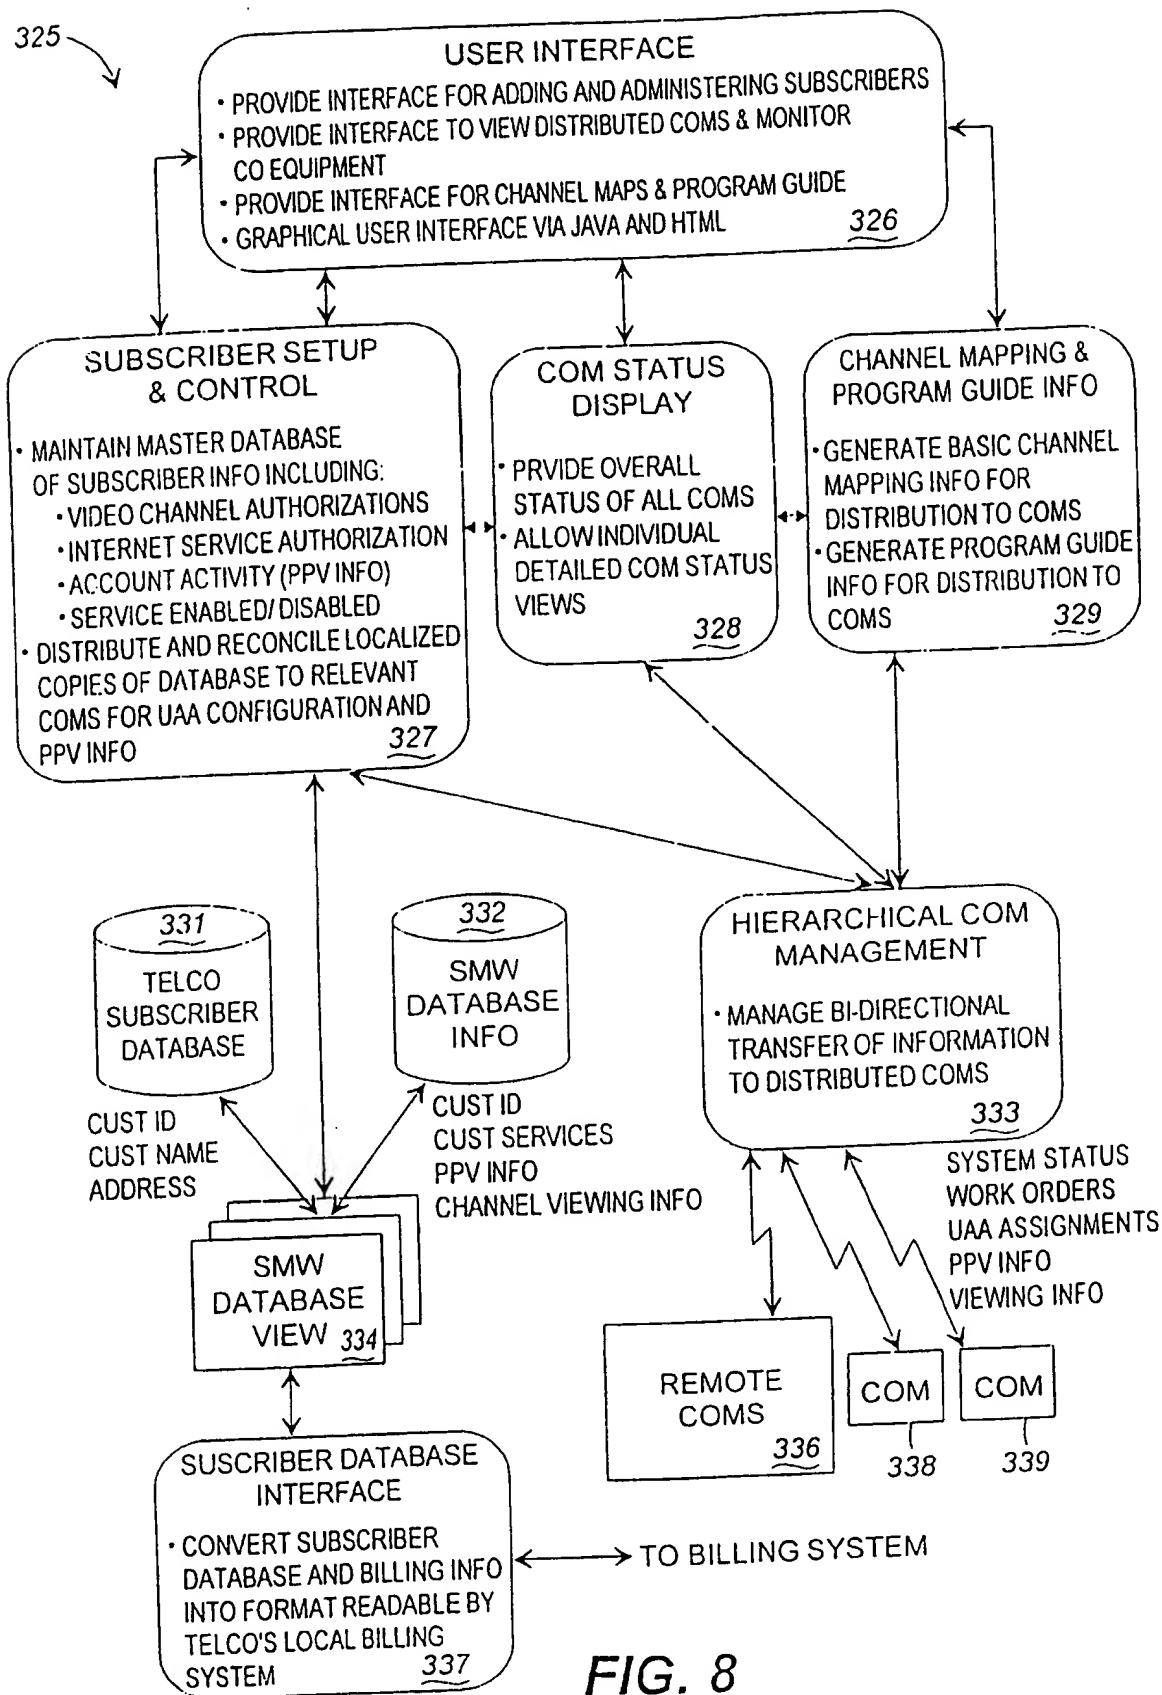 325
USER INTERFACE
• PROVIDE INTERFACE FOR ADDING AND ADMINISTERING SUBSCRIBERS
• PROVIDE INTERFACE TO VIEW DISTRIBUTED COMS & MONITOR
CO EQUIPMENT
• PROVIDE INTERFACE FOR CHANNEL MAPS & PROGRAM GUIDE
• GRAPHICAL USER INTERFACE VIA JAVA AND HTML
326
SUBSCRIBER SETUP
& CONTROL
• MAINTAIN MASTER DATABASE
OF SUBSCRIBER INFO INCLUDING:
• VIDEO CHANNEL AUTHORIZATIONS
• INTERNET SERVICE AUTHORIZATION
• ACCOUNT ACTIVITY (PPV INFO)
• SERVICE ENABLED/DISABLED
• DISTRIBUTE AND RECONCILE LOCALIZED
COPIES OF DATABASE TO RELEVANT
COMS FOR UAA CONFIGURATION AND
PPV INFO
327
COM STATUS
DISPLAY
• PRVIDE OVERALL
STATUS OF ALL COMS
• ALLOW INDIVIDUAL
DETAILED COM STATUS
VIEWS
328
CHANNEL MAPPING &
PROGRAM GUIDE INFO
• GENERATE BASIC CHANNEL
MAPPING INFO FOR
DISTRIBUTION TO COMS
• GENERATE PROGRAM GUIDE
INFO FOR DISTRIBUTION TO
COMS
329
331
TELCO
SUBSCRIBER
DATABASE
332
SMW
DATABASE
INFO
CUST ID
CUST NAME
ADDRESS
CUST ID
CUST SERVICES
PPV INFO
CHANNEL VIEWING INFO
HIERARCHICAL COM
MANAGEMENT
• MANAGE BI-DIRECTIONAL
TRANSFER OF INFORMATION
TO DISTRIBUTED COMS
333
SYSTEM STATUS
WORK ORDERS
UAA ASSIGNMENTS
PPV INFO
VIEWING INFO
SMW
DATABASE
VIEW
334
REMOTE
COMS
336
COM
338
COM
339
SUSCRIBER DATABASE
INTERFACE
• CONVERT SUBSCRIBER
DATABASE AND BILLING INFO
INTO FORMAT READABLE BY
TELCO'S LOCAL BILLING
SYSTEM
337
TO BILLING SYSTEM
FIG. 8